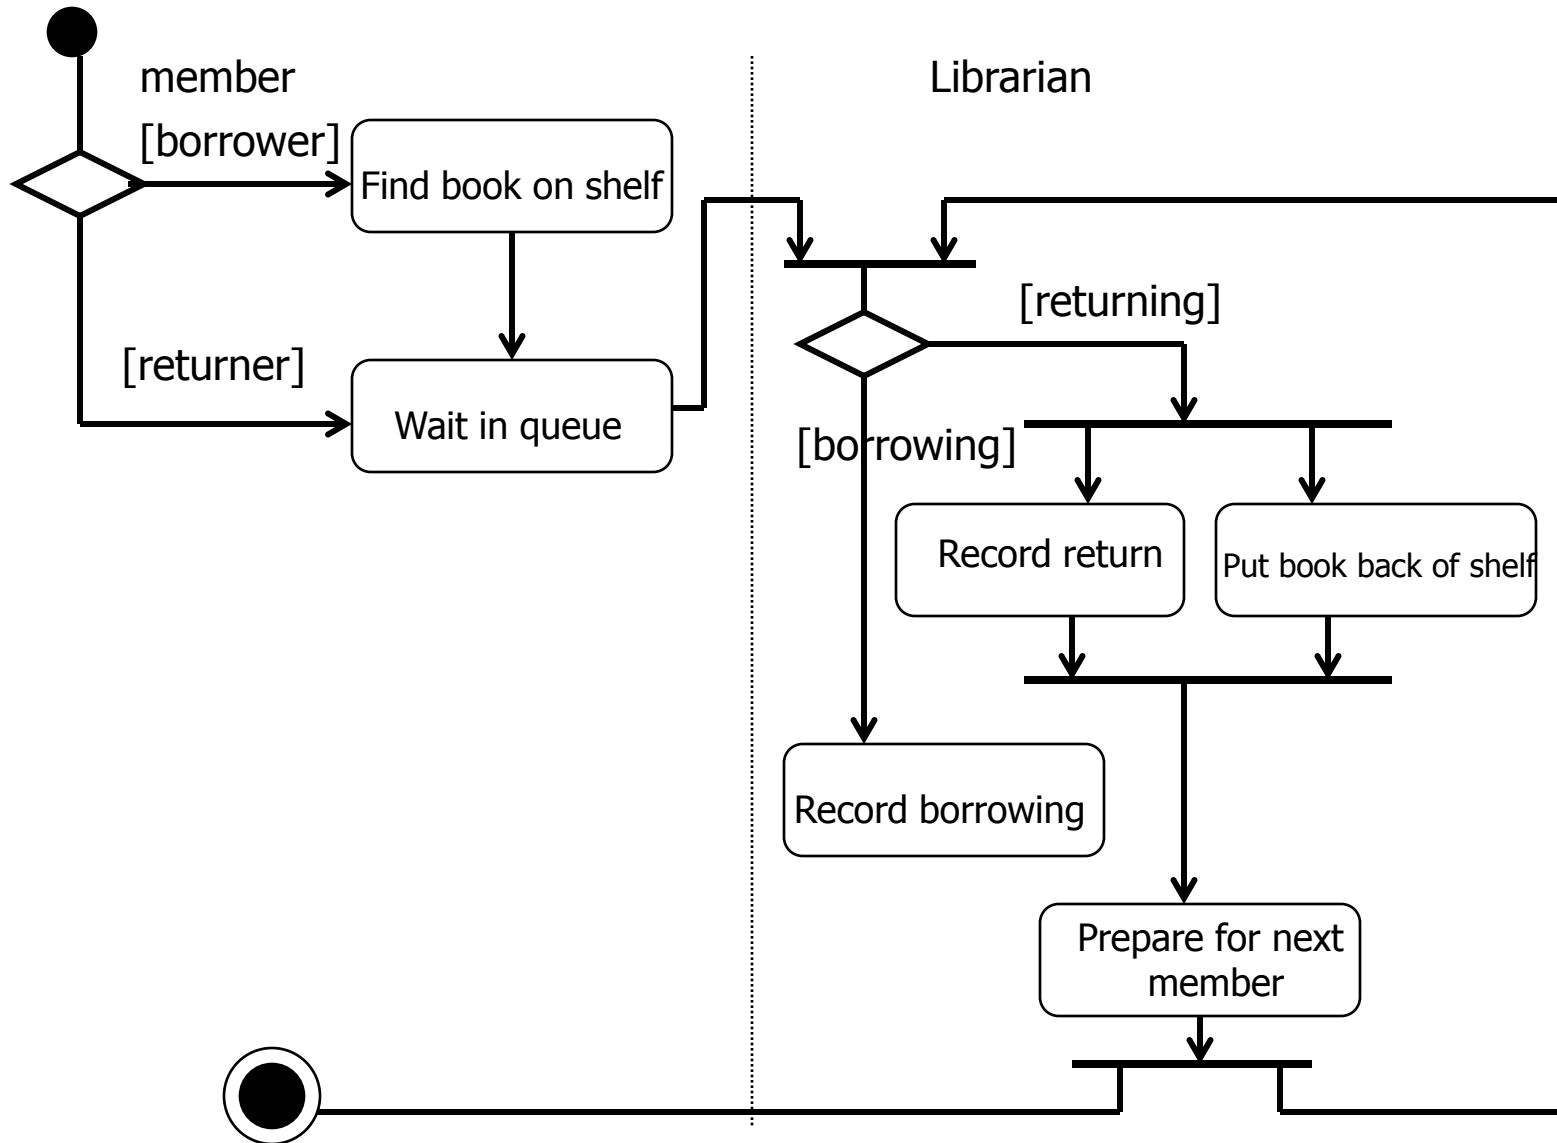 member
Librarian
[borrower]
Find book on shelf
[returning]
[returner]
Wait in queue
[borrowing]
Record return
Put book back of shelf
Record borrowing
Prepare for next
member